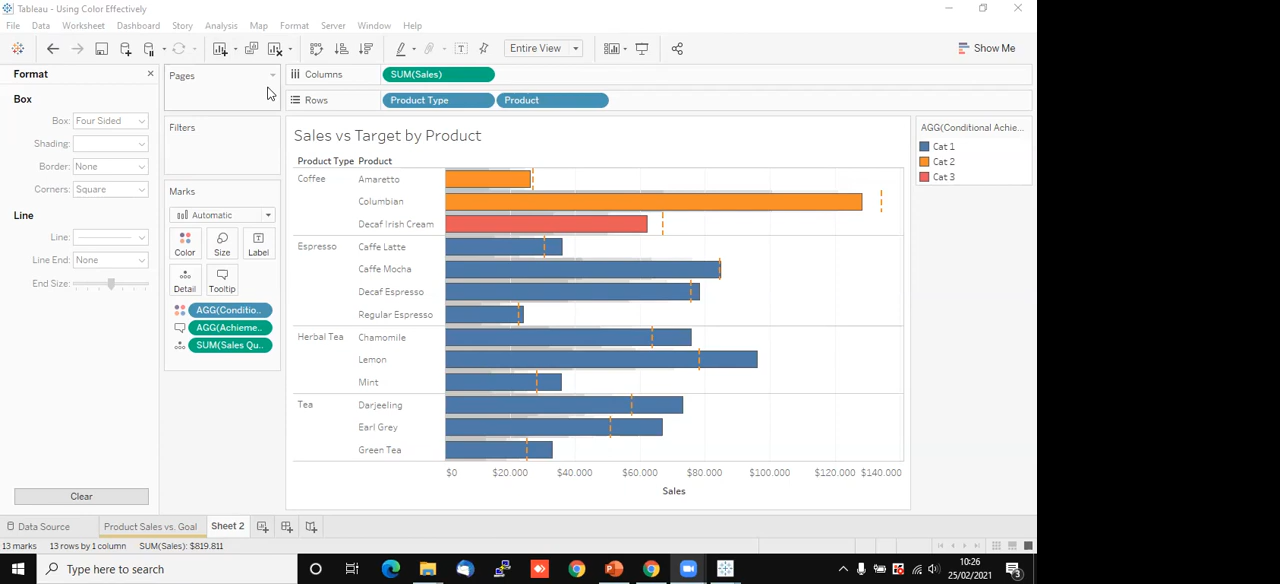 Tableau - Using Color Effectively
File Data Worksheet Dashboard Story Analysis Map Format Server Window Help
Entire View
Show Me
Format
Box
Box: Four Sided
Shading:
Border: None
Corners: Square
Line
Line:
Line End: None
End Size:
Clear
Pages
Filters
Marks
Automatic
Color Size Label
Detail Tooltip
AGG(Conditio..
AGG(Achieme..
SUM(Sales Qu..
Columns SUM(Sales)
Rows Product Type Product
Sales vs Target by Product
Product Type Product
Coffee Amaretto
Columbian
Decaf Irish Cream
Espresso Caffe Latte
Caffe Mocha
Decaf Espresso
Regular Espresso
Herbal Tea Chamomile
Lemon
Mint
Tea Darjeeling
Earl Grey
Green Tea
$0 $20.000 $40.000 $60.000 $80.000 $100.000 $120.000 $140.000
Sales
AGG(Conditional Achie...
Cat 1
Cat 2
Cat 3
Data Source Product Sales vs. Goal Sheet 2
13 marks 13 rows by 1 column SUM(Sales): $819.811
Type here to search
10:26
25/02/2021
3